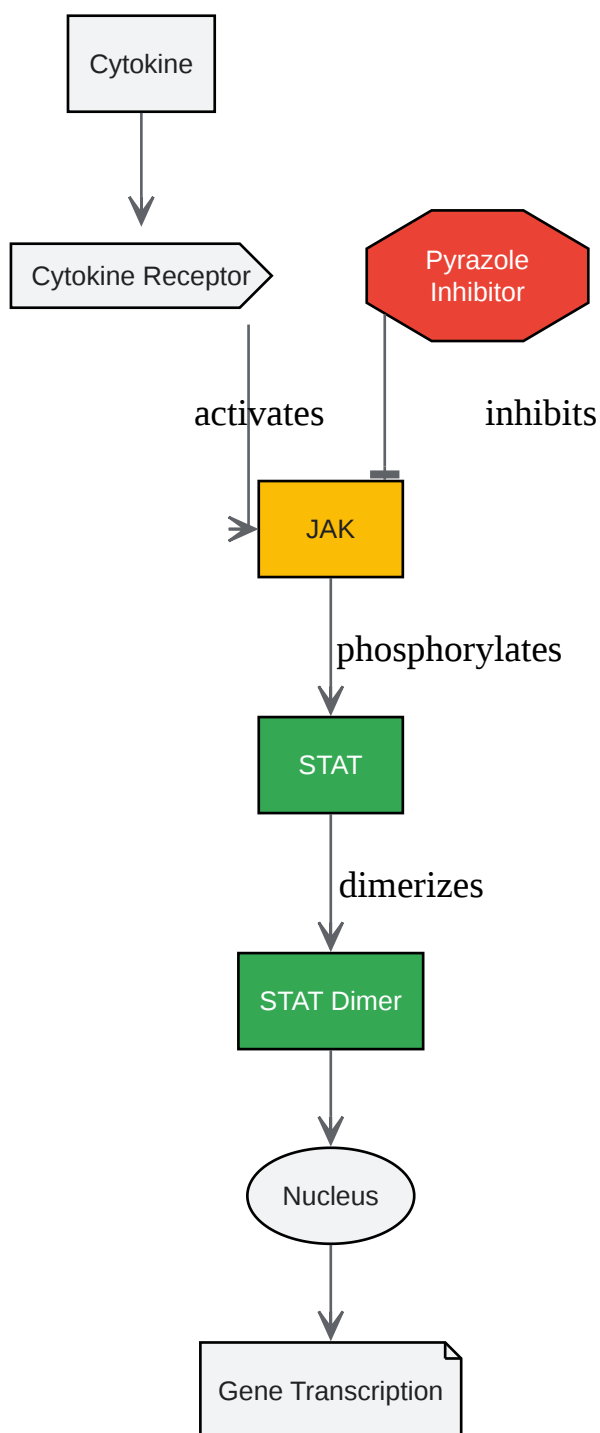 Cytokine
Cytokine Receptor
Pyrazole
Inhibitor
activates
inhibits
JAK
phosphorylates
STAT
dimerizes
STAT Dimer
Nucleus
Gene Transcription